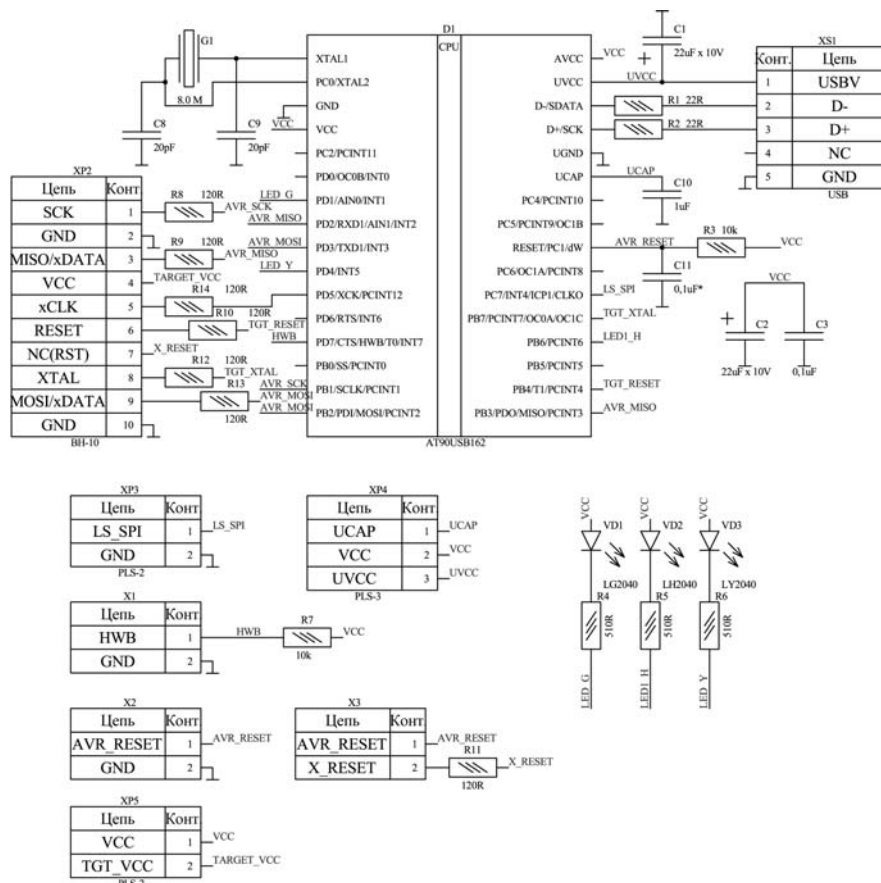 D1
CPU
AT90USB162
XTAL1
PC0/XTAL2
GND
VCC
PC2/PCINT11
PD0/OC0B/INT0
PD1/AIN0/INT1
PD2/RXD1/AIN1/INT2
PD3/TXD1/INT3
PD4/INT5
PD5/XCK/PCINT12
PD6/RTS/INT6
PD7/CTS/HWB/T0/INT7
PB0/SS/PCINT0
PB1/SCLK/PCINT1
PB2/PDI/MOSI/PCINT2
AVCC
UVCC
D-/SDATA
D+/SCK
UGND
UCAP
PC4/PCINT10
PC5/PCINT9/OC1B
RESET/PC1/dW
PC6/OC1A/PCINT8
PC7/INT4/ICP1/CLKO
PB7/PCINT7/OC0A/OC1C
PB6/PCINT6
PB5/PCINT5
PB4/T1/PCINT4
PB3/PDO/MISO/PCINT3
G1
8.0 M
C8
20pF
C9
20pF
VCC
LED_G
AVR_MISO
AVR_MOSI
LED_Y
TGT_RESET
HWB
AVR_SCK
AVR_MOSI
AVR_MOSI
XP2
Цепь Конт.
SCK 1
GND 2
MISO/xDATA 3
VCC 4
xCLK 5
RESET 6
NC(RST) 7
XTAL 8
MOSI/xDATA 9
GND 10
BH-10
R8 120R
AVR_SCK
R9 120R
AVR_MISO
TARGET_VCC
R14 120R
R10 120R
X_RESET
R12 120R
TGT_XTAL
R13
120R
VCC
UVCC
+
C1
22uF x 10V
R1 22R
R2 22R
UCAP
C10
1uF
AVR_RESET
R3 10k
VCC
C11
0,1uF*
LS_SPI
TGT_XTAL
LED1_H
TGT_RESET
AVR_MISO
VCC
+
C2
22uF x 10V
C3
0,1uF
XS1
Конт. Цепь
1 USBV
2 D-
3 D+
4 NC
5 GND
USB
XP3
Цепь Конт
LS_SPI 1 LS_SPI
GND 2
PLS-2
XP4
Цепь Конт.
UCAP 1 UCAP
VCC 2 VCC
UVCC 3 UVCC
PLS-3
X1
Цепь Конт
HWB 1 HWB
GND 2
R7
10k
VCC
X2
Цепь Конт
AVR_RESET 1 AVR_RESET
GND 2
X3
Цепь Конт
AVR_RESET 1 AVR_RESET
X_RESET 2
R11
120R
X_RESET
XP5
Цепь Конт
VCC 1 VCC
TGT_VCC 2 TARGET_VCC
PLS-2
VCC VCC VCC
VD1 VD2 VD3
LG2040 LH2040 LY2040
R4 R5 R6
510R 510R 510R
LED_G LED1_H LED_Y